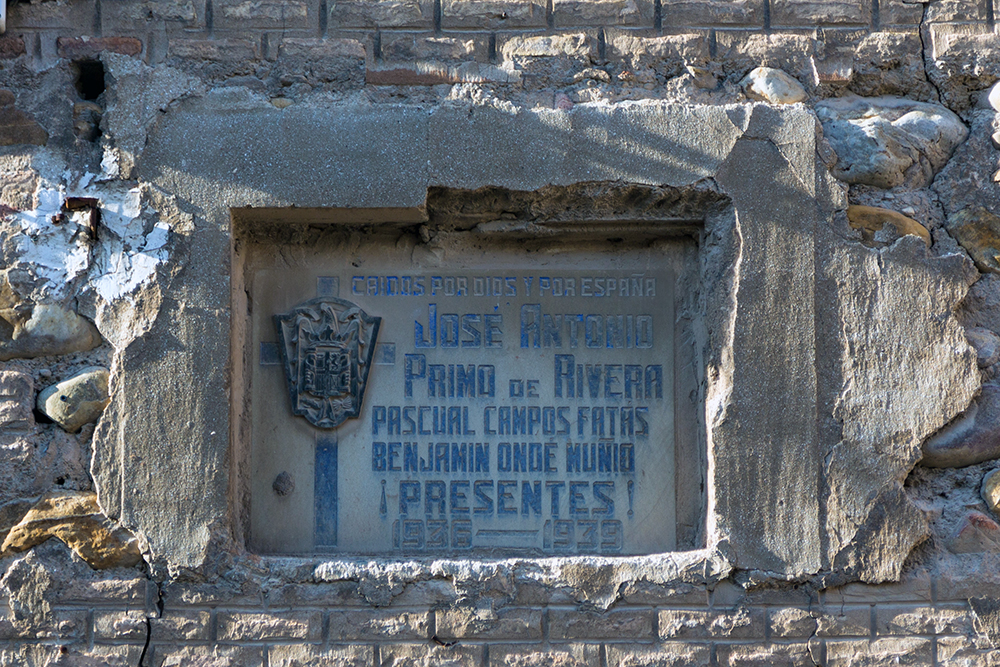 CAIDOS POR DIOS Y POR ESPAÑA
JOSÉ ANTONIO
PRIMO DE RIVERA
PASCUAL CAMPOS FATÁS
BENJAMIN ONDÉ MUÑIO
¡PRESENTES!
1936 — 1939